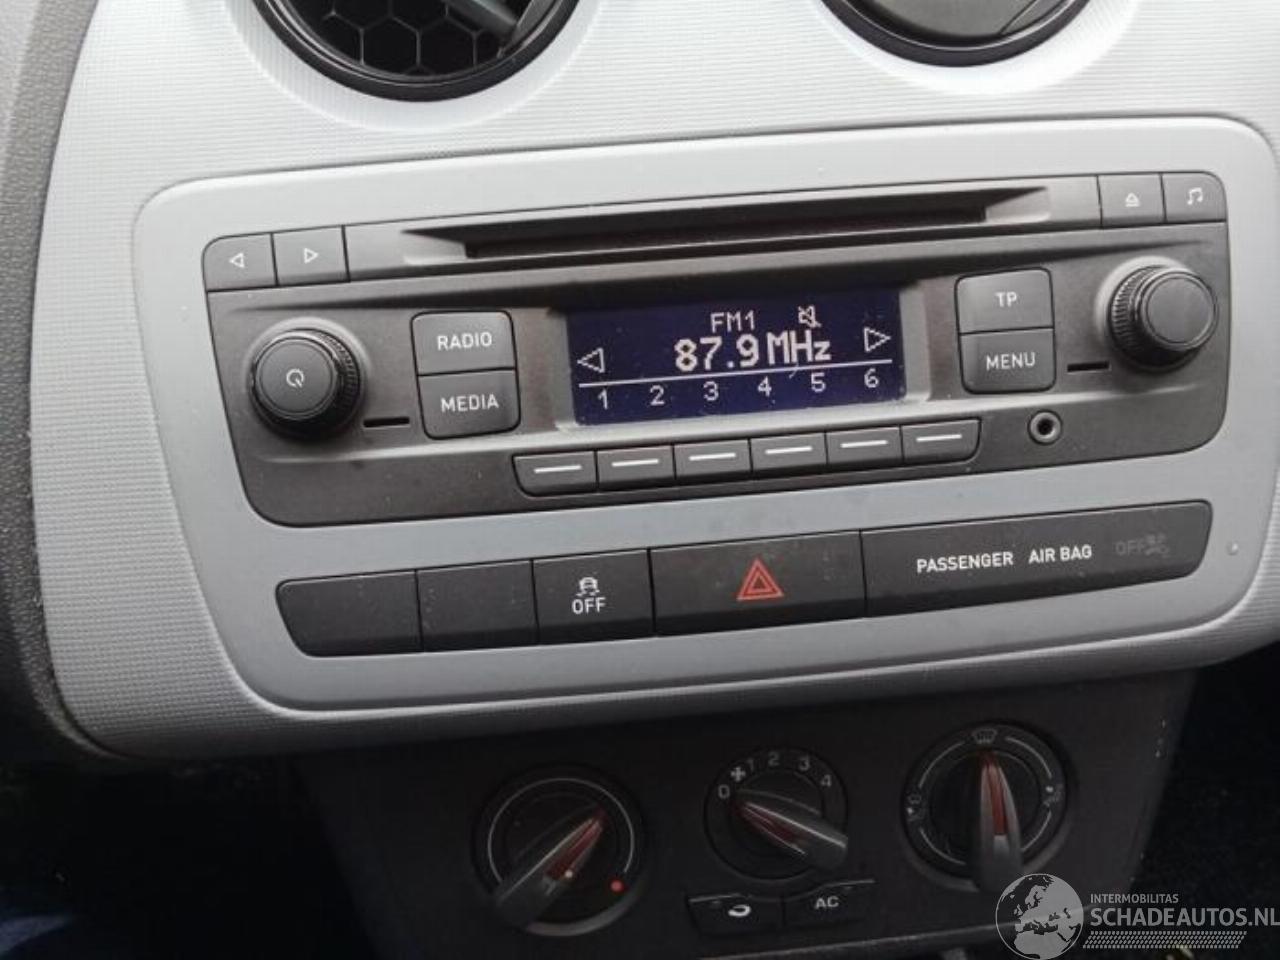 RADIO
MEDIA
FM1
87.9 MHz
1 2 3 4 5 6
TP
MENU
OFF
PASSENGER AIR BAG OFF
0 1 2 3 4
AC
INTERMOBILITAS
SCHADEAUTOS.NL